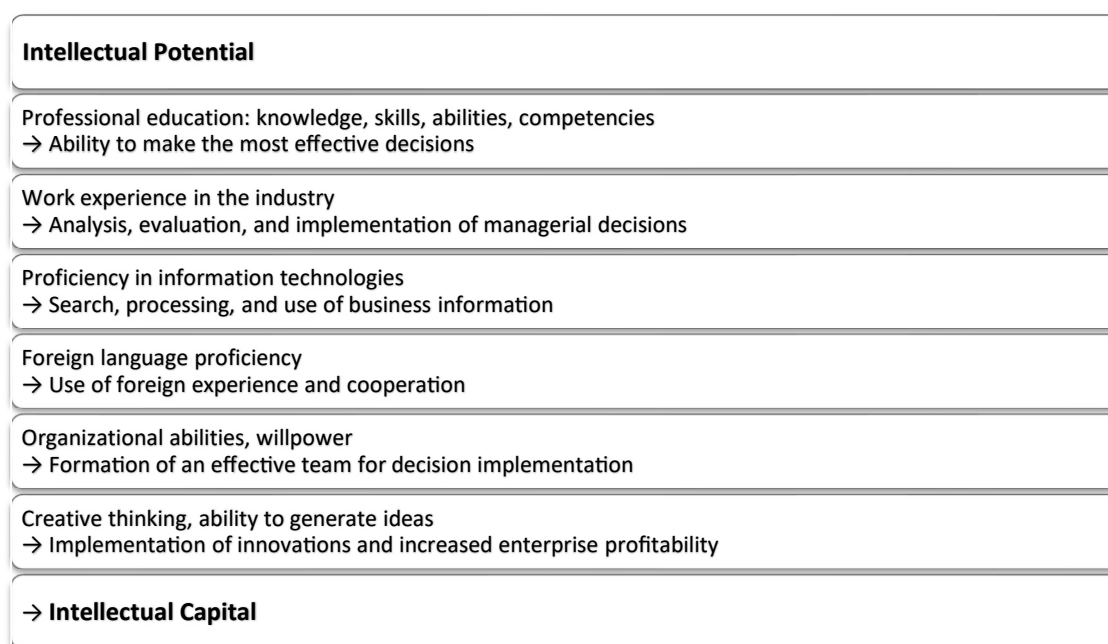 Intellectual Potential
Professional education: knowledge, skills, abilities, competencies
→ Ability to make the most effective decisions
Work experience in the industry
→ Analysis, evaluation, and implementation of managerial decisions
Proficiency in information technologies
→ Search, processing, and use of business information
Foreign language proficiency
→ Use of foreign experience and cooperation
Organizational abilities, willpower
→ Formation of an effective team for decision implementation
Creative thinking, ability to generate ideas
→ Implementation of innovations and increased enterprise profitability
→ Intellectual Capital